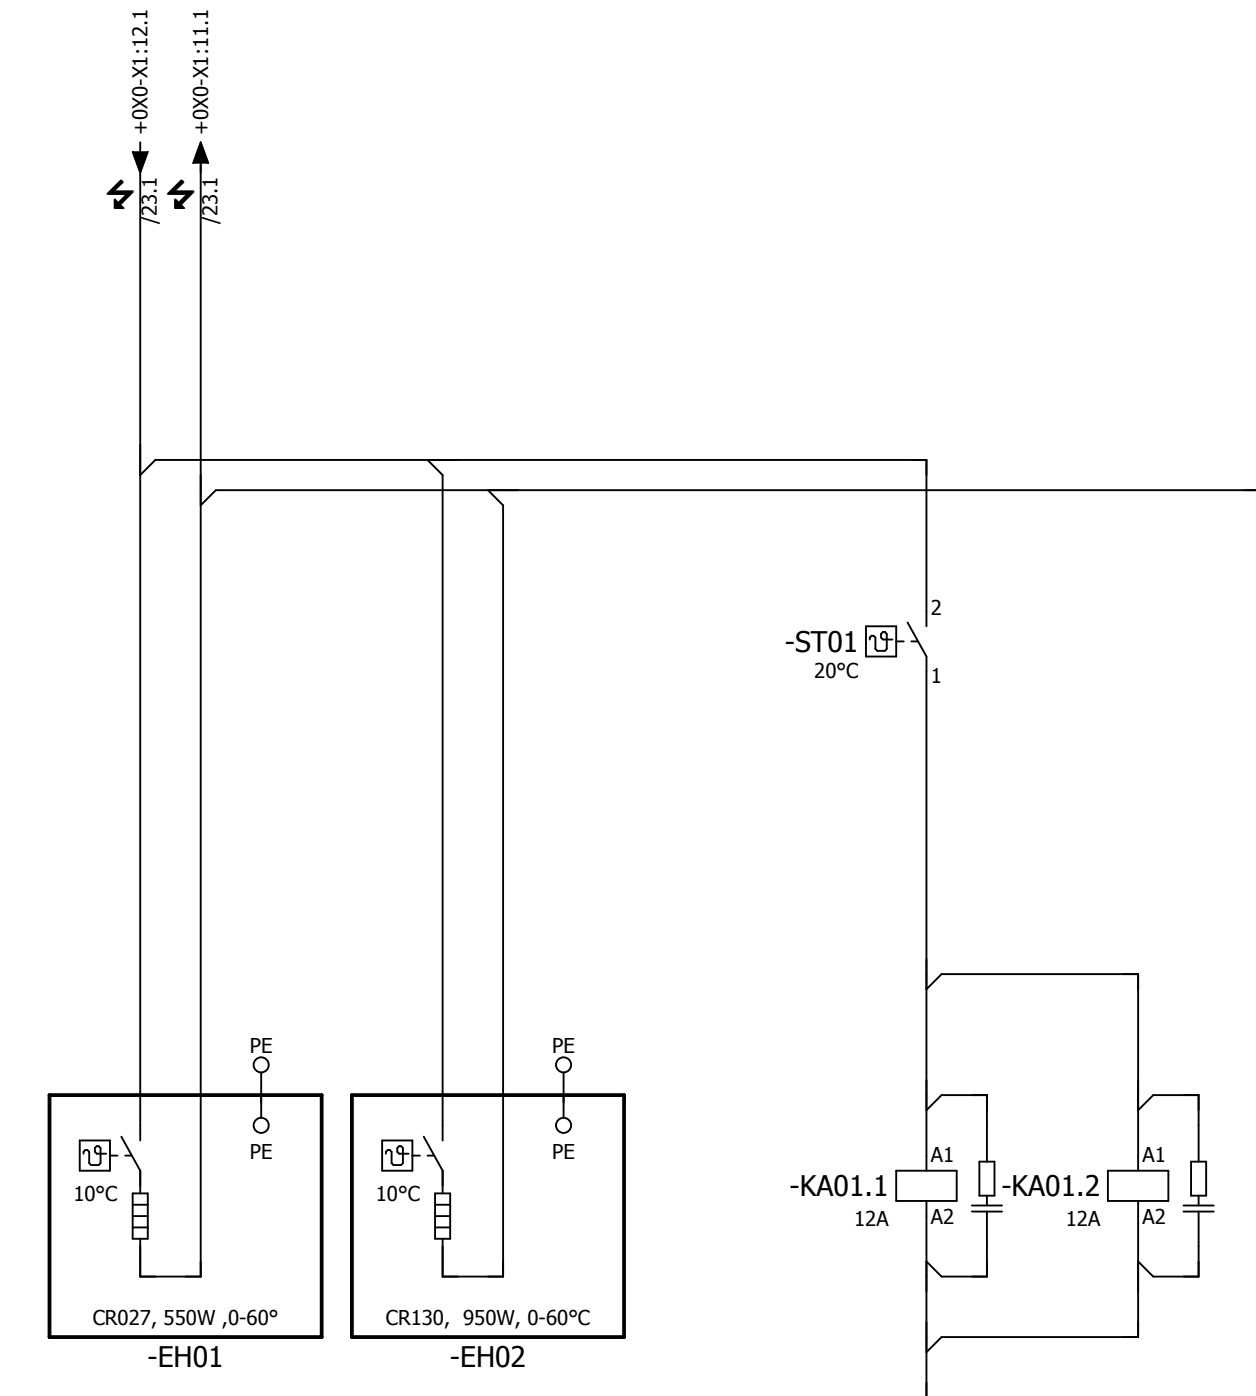 +0X0-X1:12.1
+0X0-X1:11.1
/23.1
/23.1
2
-ST01
20°C
1
PE
PE
PE
PE
10°C
10°C
A1
A1
-KA01.1
-KA01.2
12A
A2
12A
A2
CR027, 550W ,0-60°
CR130, 950W, 0-60°C
-EH01
-EH02